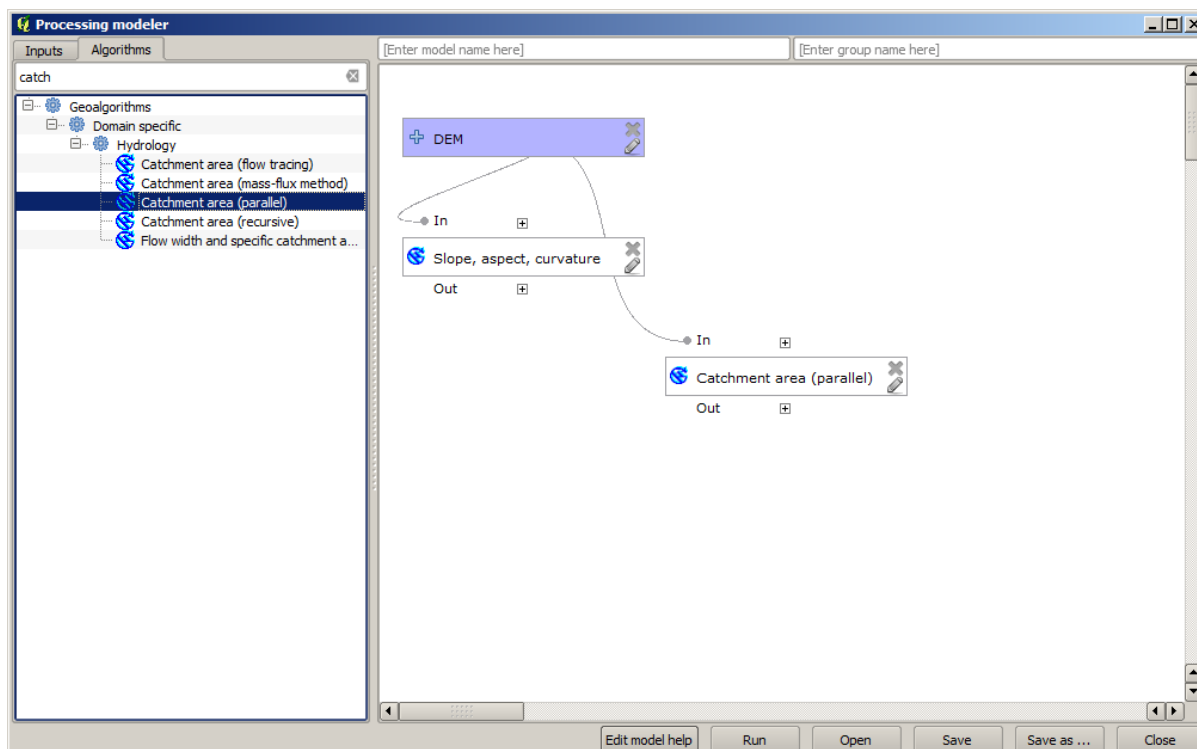 Processing modeler
Inputs
Algorithms
[Enter model name here]
[Enter group name here]
catch
Geoalgorithms
Domain specific
Hydrology
Catchment area (flow tracing)
Catchment area (mass-flux method)
Catchment area (parallel)
Catchment area (recursive)
Flow width and specific catchment a...
DEM
In
Slope, aspect, curvature
Out
In
Catchment area (parallel)
Out
Edit model help
Run
Open
Save
Save as ...
Close